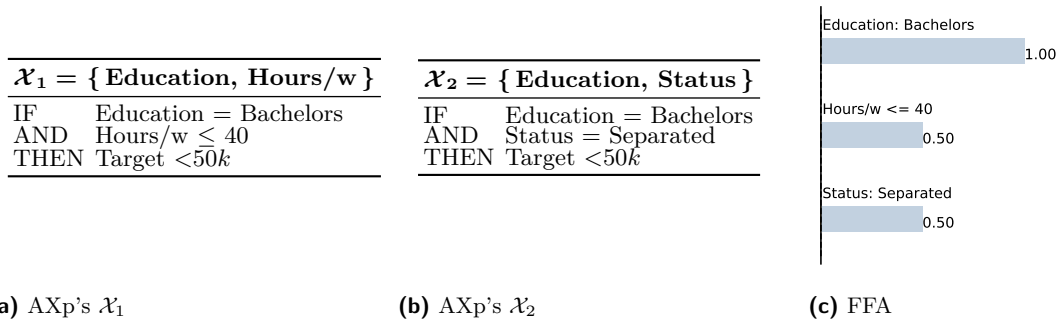 𝒳₁ = { Education, Hours/w }
IF Education = Bachelors
AND Hours/w ≤ 40
THEN Target <50k
a) AXp's 𝒳₁
𝒳₂ = { Education, Status }
IF Education = Bachelors
AND Status = Separated
THEN Target <50k
(b) AXp's 𝒳₂
Education: Bachelors
1.00
Hours/w <= 40
0.50
Status: Separated
0.50
(c) FFA